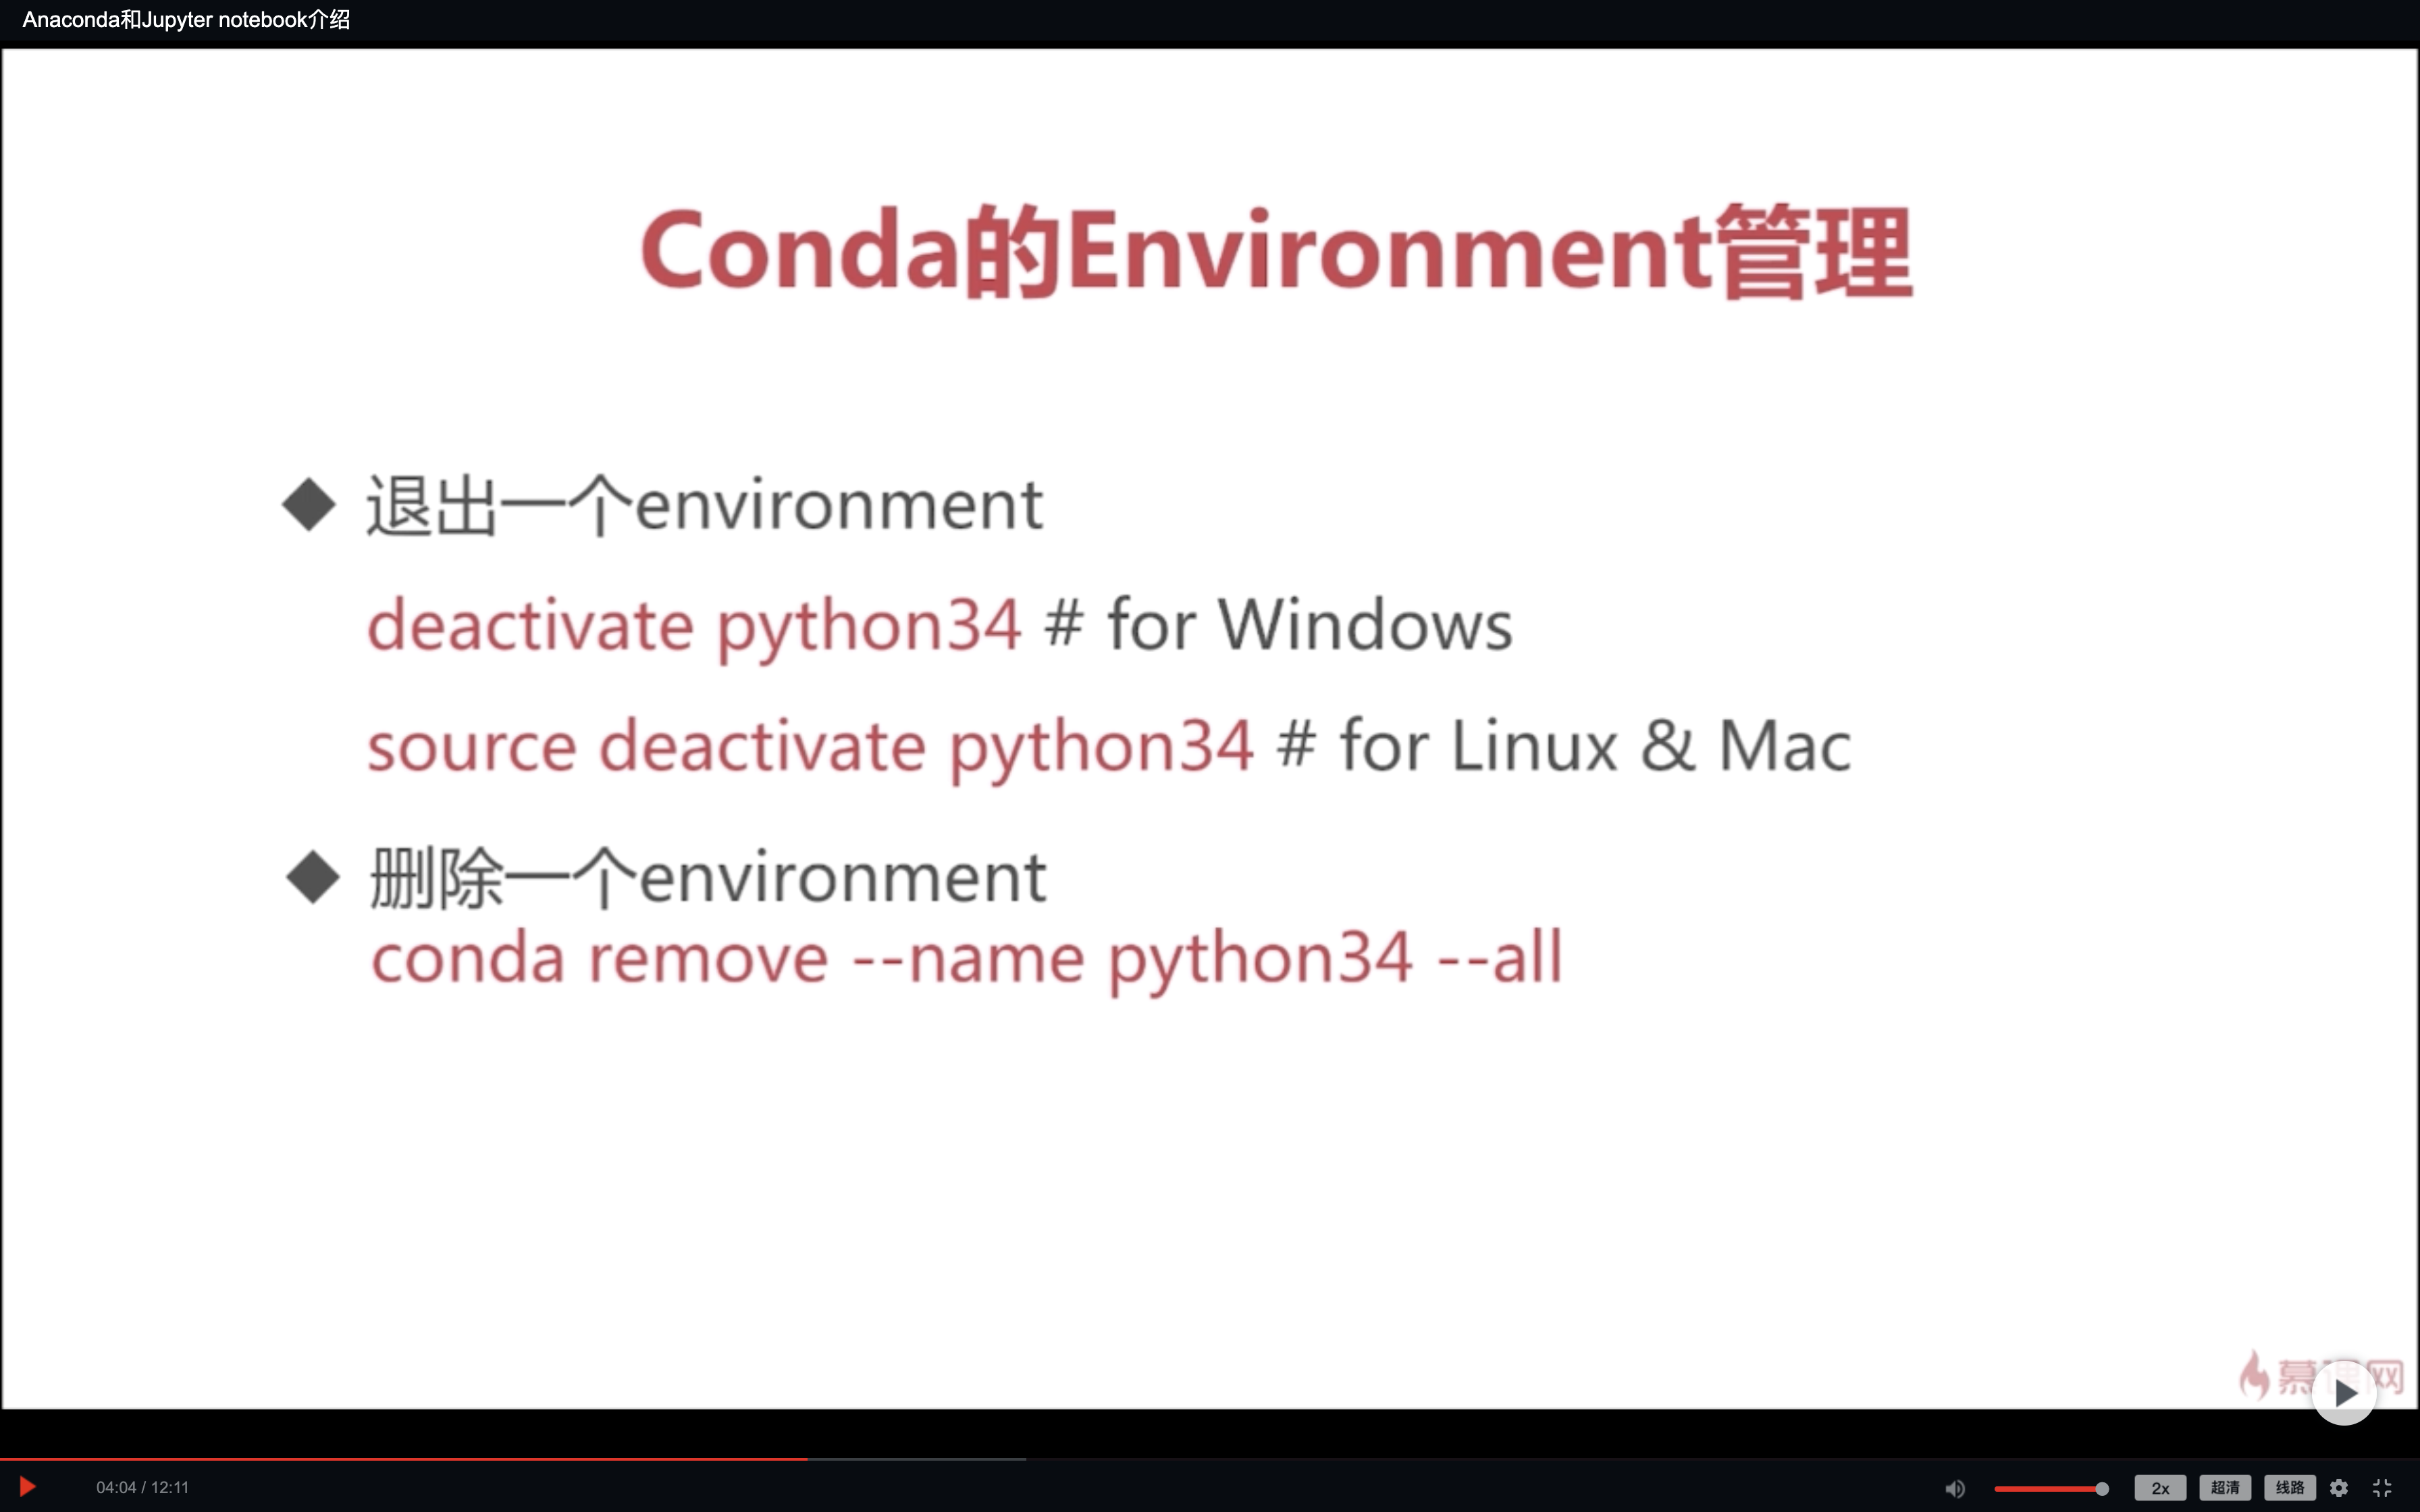 Anaconda和Jupyter notebook介绍
Conda的Environment管理
◆ 退出一个environment
deactivate python34 # for Windows
source deactivate python34 # for Linux & Mac
◆ 删除一个environment
conda remove --name python34 --all
慕课网
04:04 / 12:11
2x 超清 线路